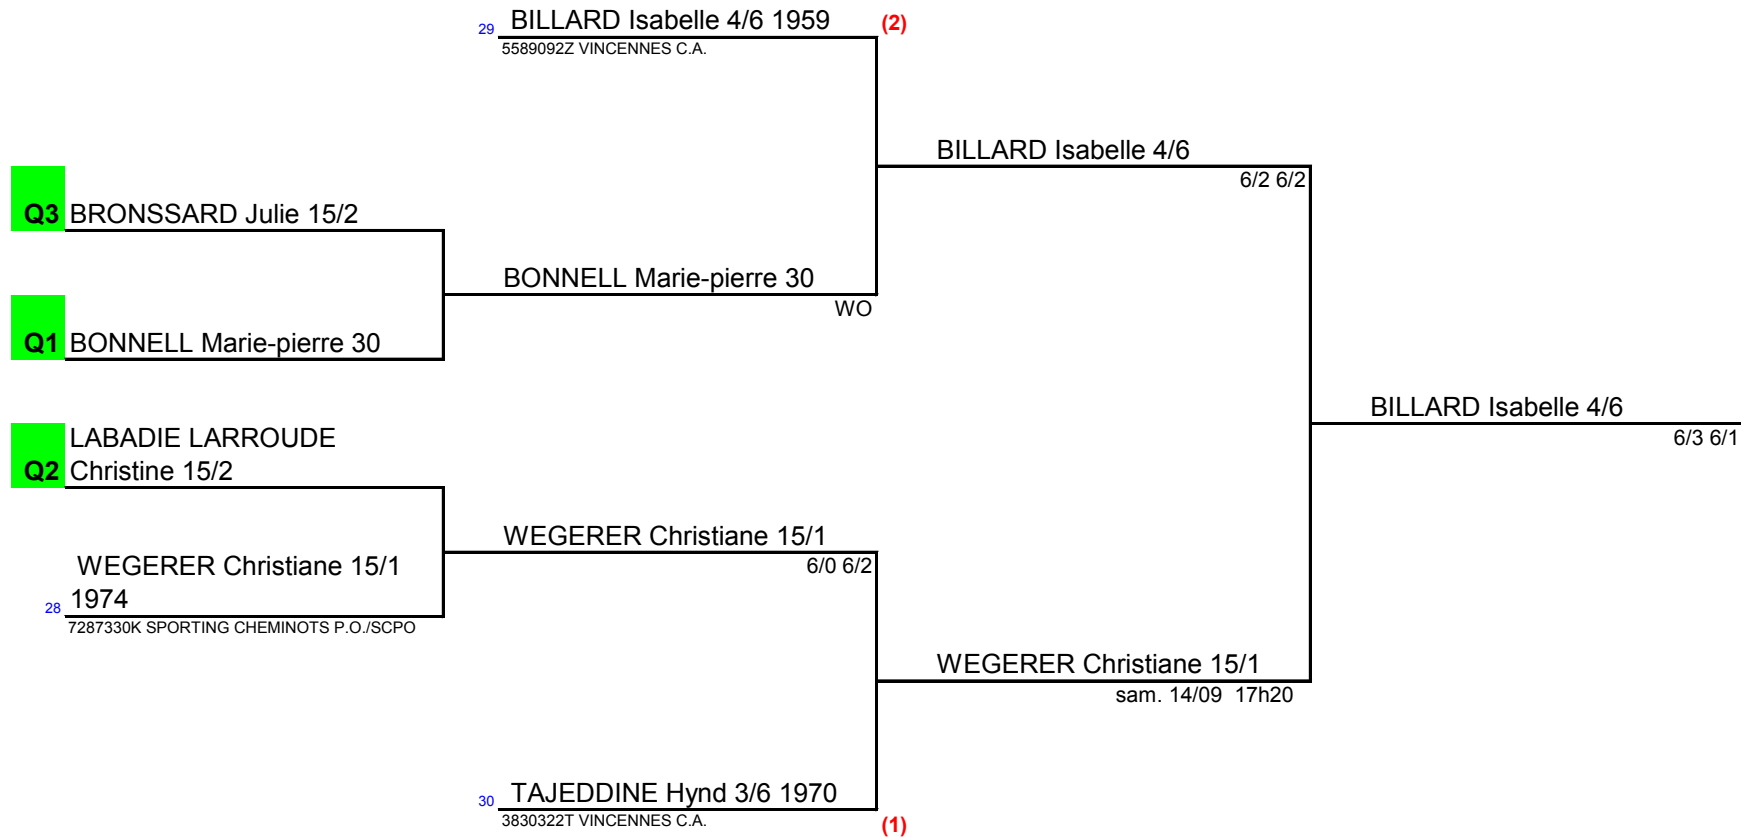 29 BILLARD Isabelle 4/6 1959 (2)
5589092Z VINCENNES C.A.
BILLARD Isabelle 4/6
6/2 6/2
Q3 BRONSSARD Julie 15/2
BONNELL Marie-pierre 30
WO
Q1 BONNELL Marie-pierre 30
BILLARD Isabelle 4/6
6/3 6/1
LABADIE LARROUDE
Q2 Christine 15/2
WEGERER Christiane 15/1
6/0 6/2
WEGERER Christiane 15/1
28 1974
7287330K SPORTING CHEMINOTS P.O./SCPO
WEGERER Christiane 15/1
sam. 14/09 17h20
30 TAJEDDINE Hynd 3/6 1970
3830322T VINCENNES C.A. (1)